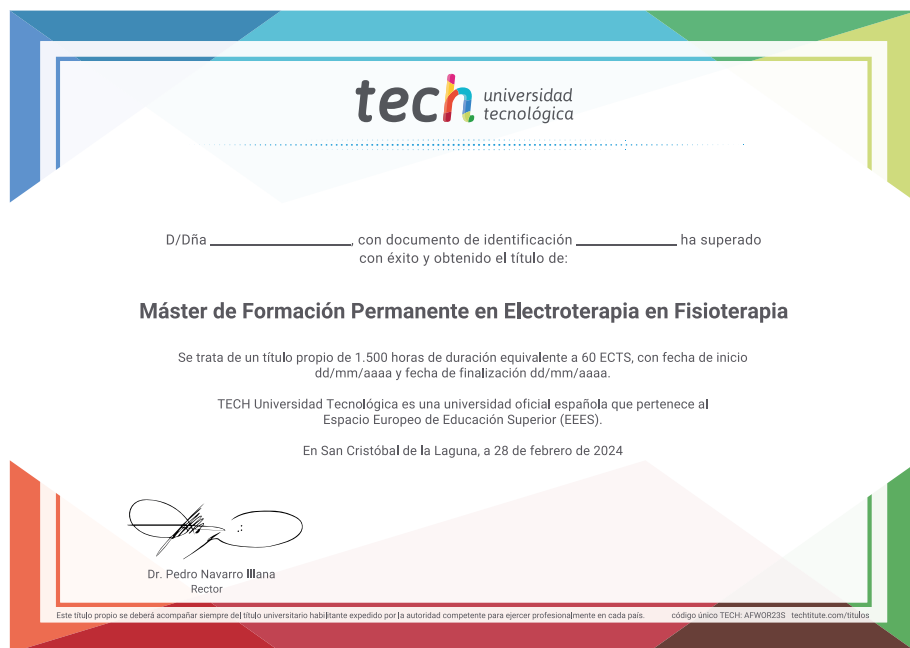 tech universidad
tecnológica
D/Dña ______________, con documento de identificación __________ ha superado
con éxito y obtenido el título de:
Máster de Formación Permanente en Electroterapia en Fisioterapia
Se trata de un título propio de 1.500 horas de duración equivalente a 60 ECTS, con fecha de inicio
dd/mm/aaaa y fecha de finalización dd/mm/aaaa.
TECH Universidad Tecnológica es una universidad oficial española que pertenece al
Espacio Europeo de Educación Superior (EEES).
En San Cristóbal de la Laguna, a 28 de febrero de 2024
Dr. Pedro Navarro Illana
Rector
Este título propio se deberá acompañar siempre del título universitario habilitante expedido por la autoridad competente para ejercer profesionalmente en cada país. código único TECH: AFWOR23S techtitute.com/titulos